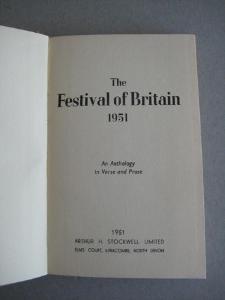 The
Festival of Britain
1951
An Anthology
in Verse and Prose
1951
ARTHUR H. STOCKWELL LIMITED
ELMS COURT, ILFRACOMBE, NORTH DEVON